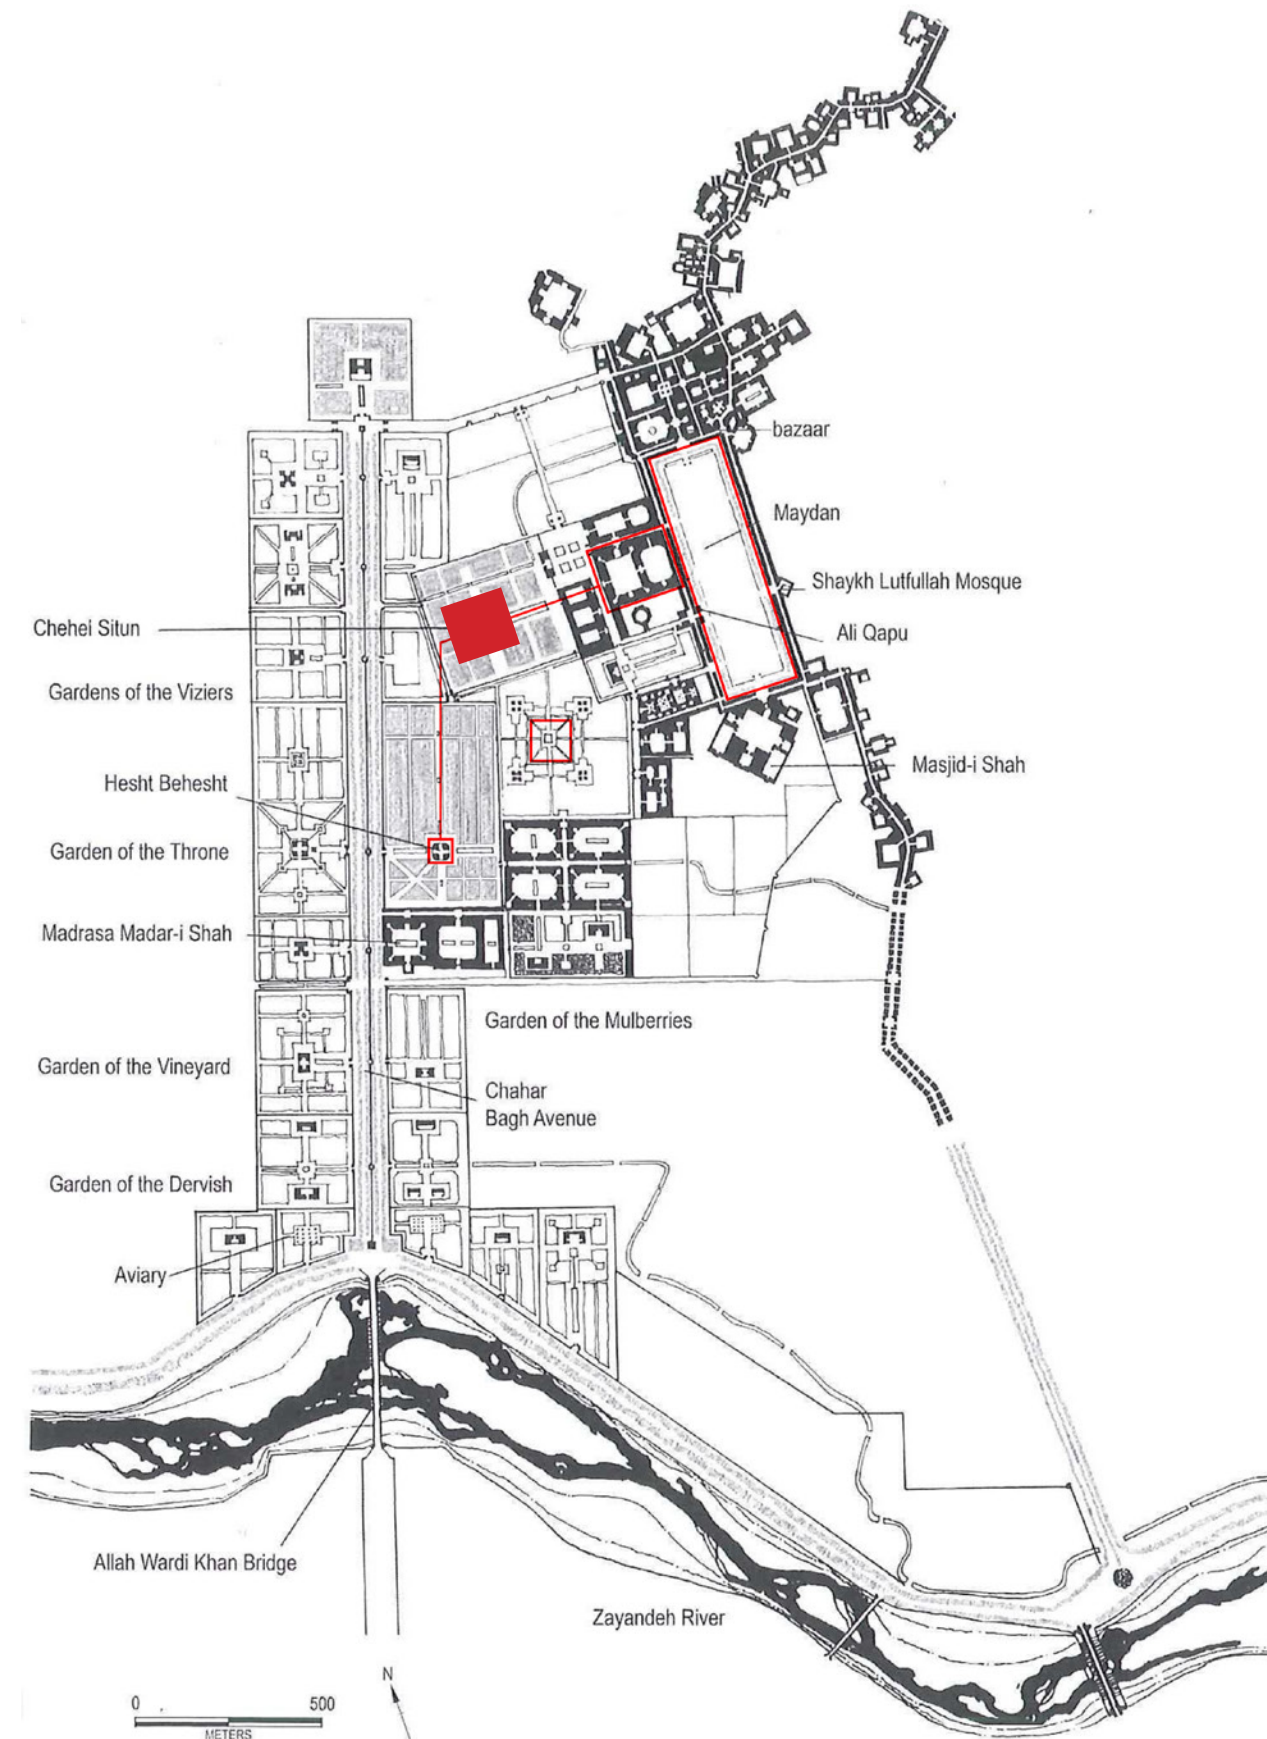 bazaar
Maydan
Shaykh Lutfullah Mosque
Chehei Situn
Ali Qapu
Gardens of the Viziers
Masjid-i Shah
Hesht Behesht
Garden of the Throne
Madrasa Madar-i Shah
Garden of the Mulberries
Garden of the Vineyard
Chahar
Bagh Avenue
Garden of the Dervish
Aviary
Allah Wardi Khan Bridge
Zayandeh River
N
0 500
METERS